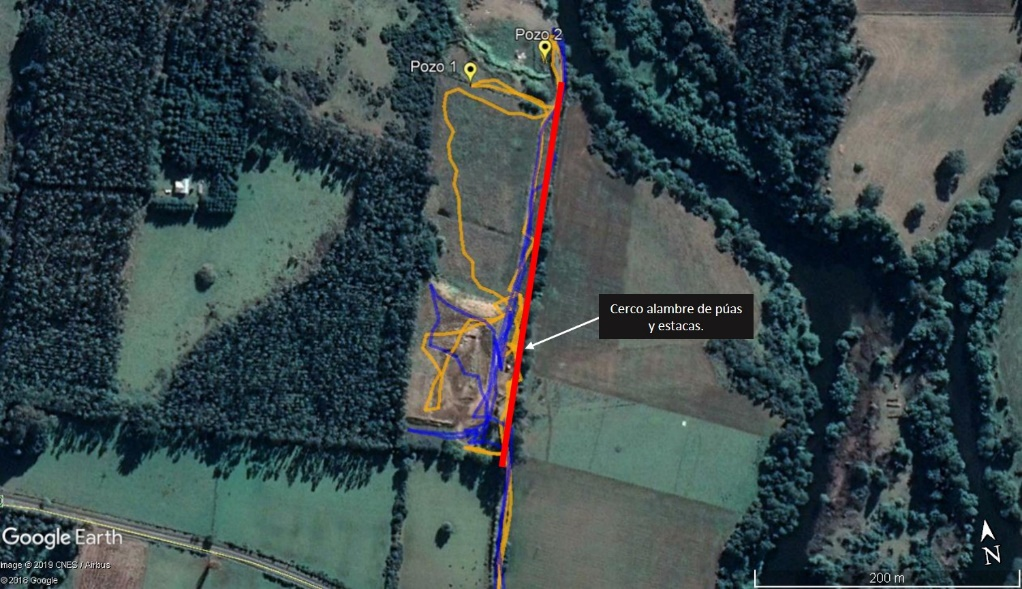 Pozo 2
Pozo 1
Cerco alambre de púas
y estacas.
Google Earth
Image © 2019 CNES / Airbus
© 2018 Google
N
200 m